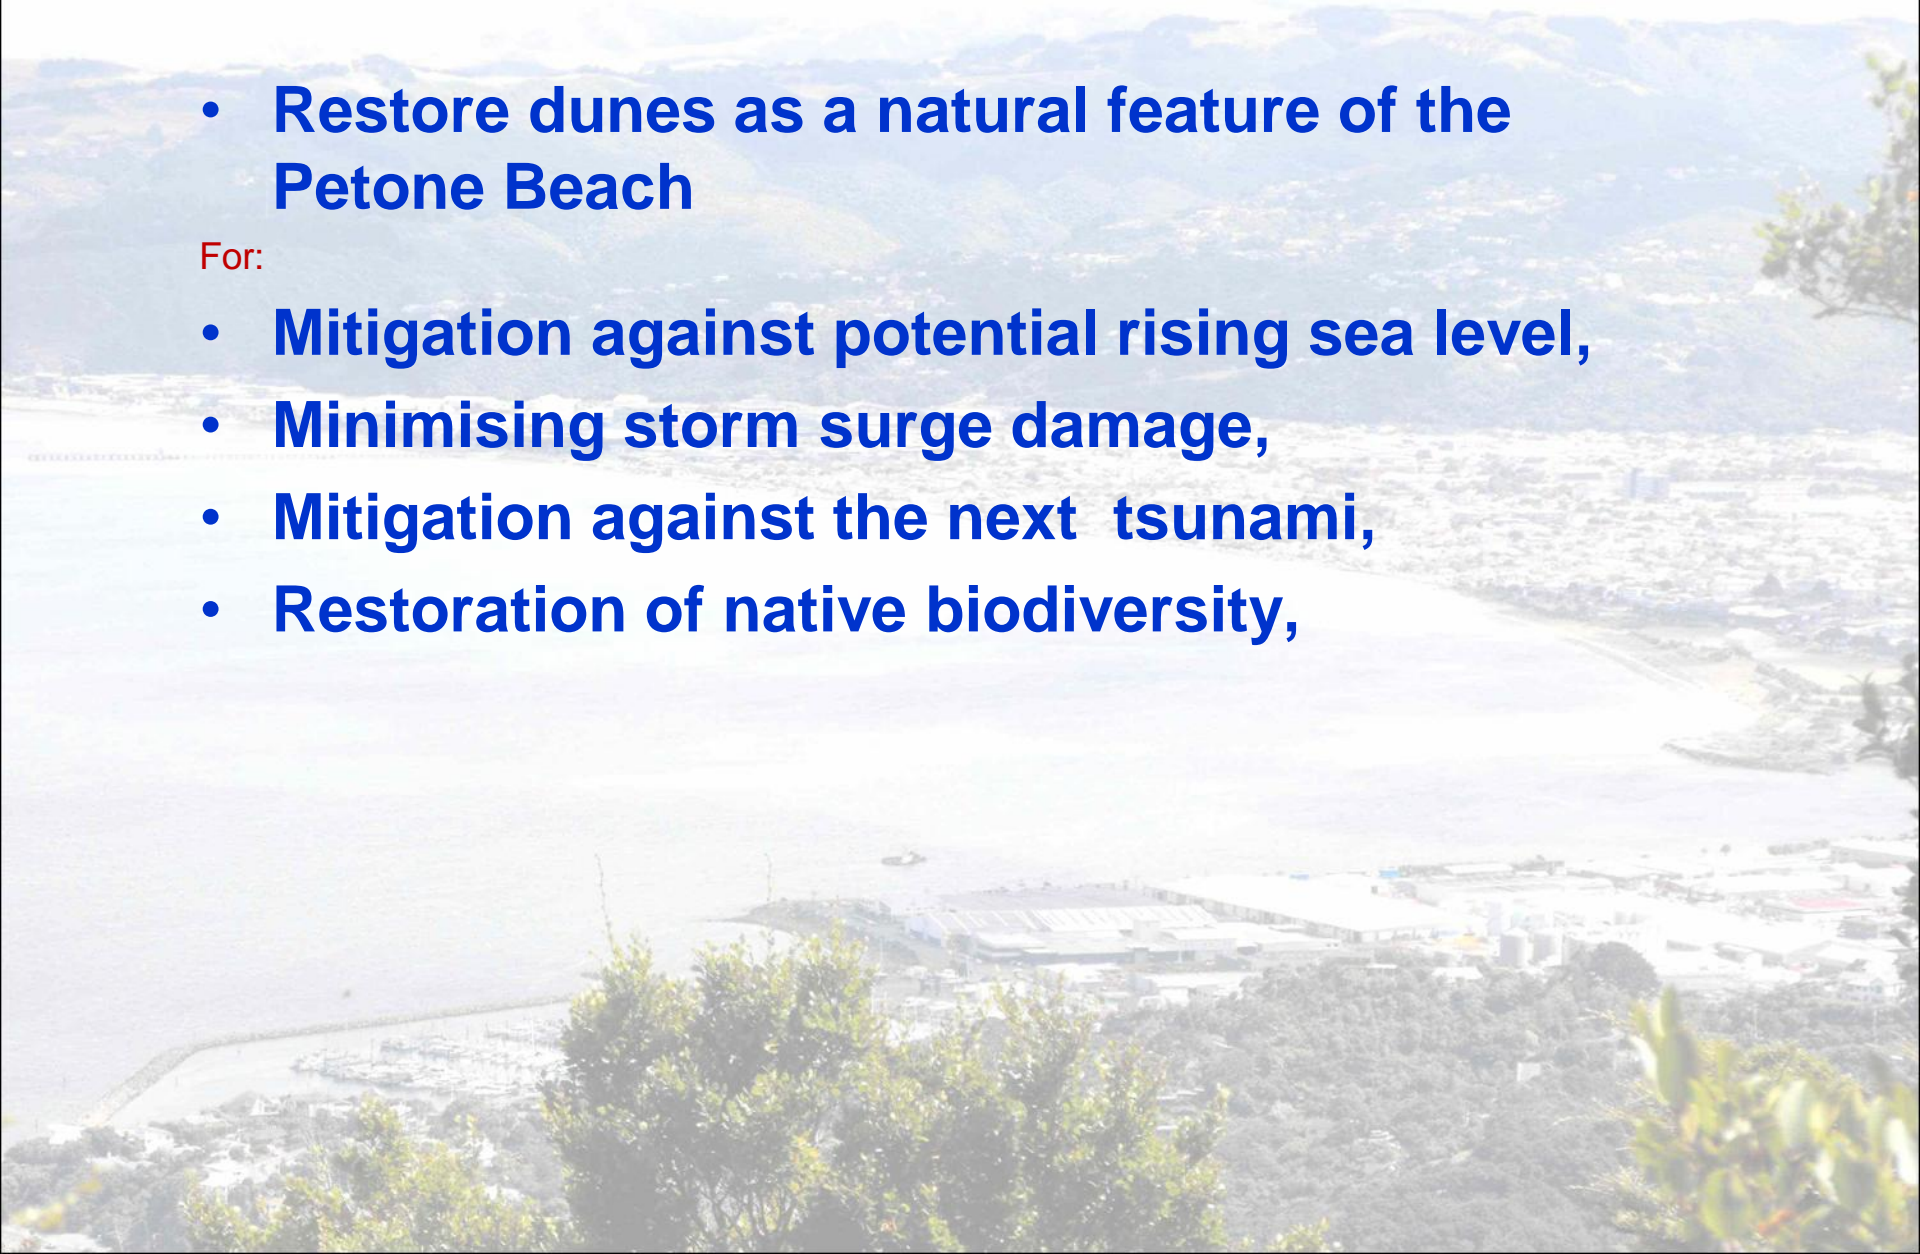 • Restore dunes as a natural feature of the
Petone Beach
For:
• Mitigation against potential rising sea level,
• Minimising storm surge damage,
• Mitigation against the next  tsunami,
• Restoration of native biodiversity,